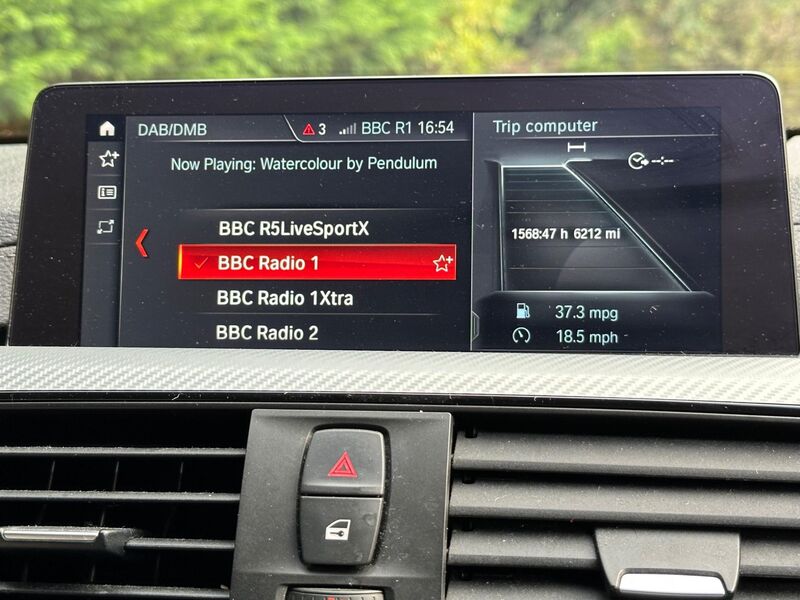 DAB/DMB
3 BBC R1 16:54
Now Playing: Watercolour by Pendulum
BBC R5LiveSportX
BBC Radio 1
BBC Radio 1Xtra
BBC Radio 2
Trip computer
--:--
1568:47 h 6212 mi
37.3 mpg
18.5 mph